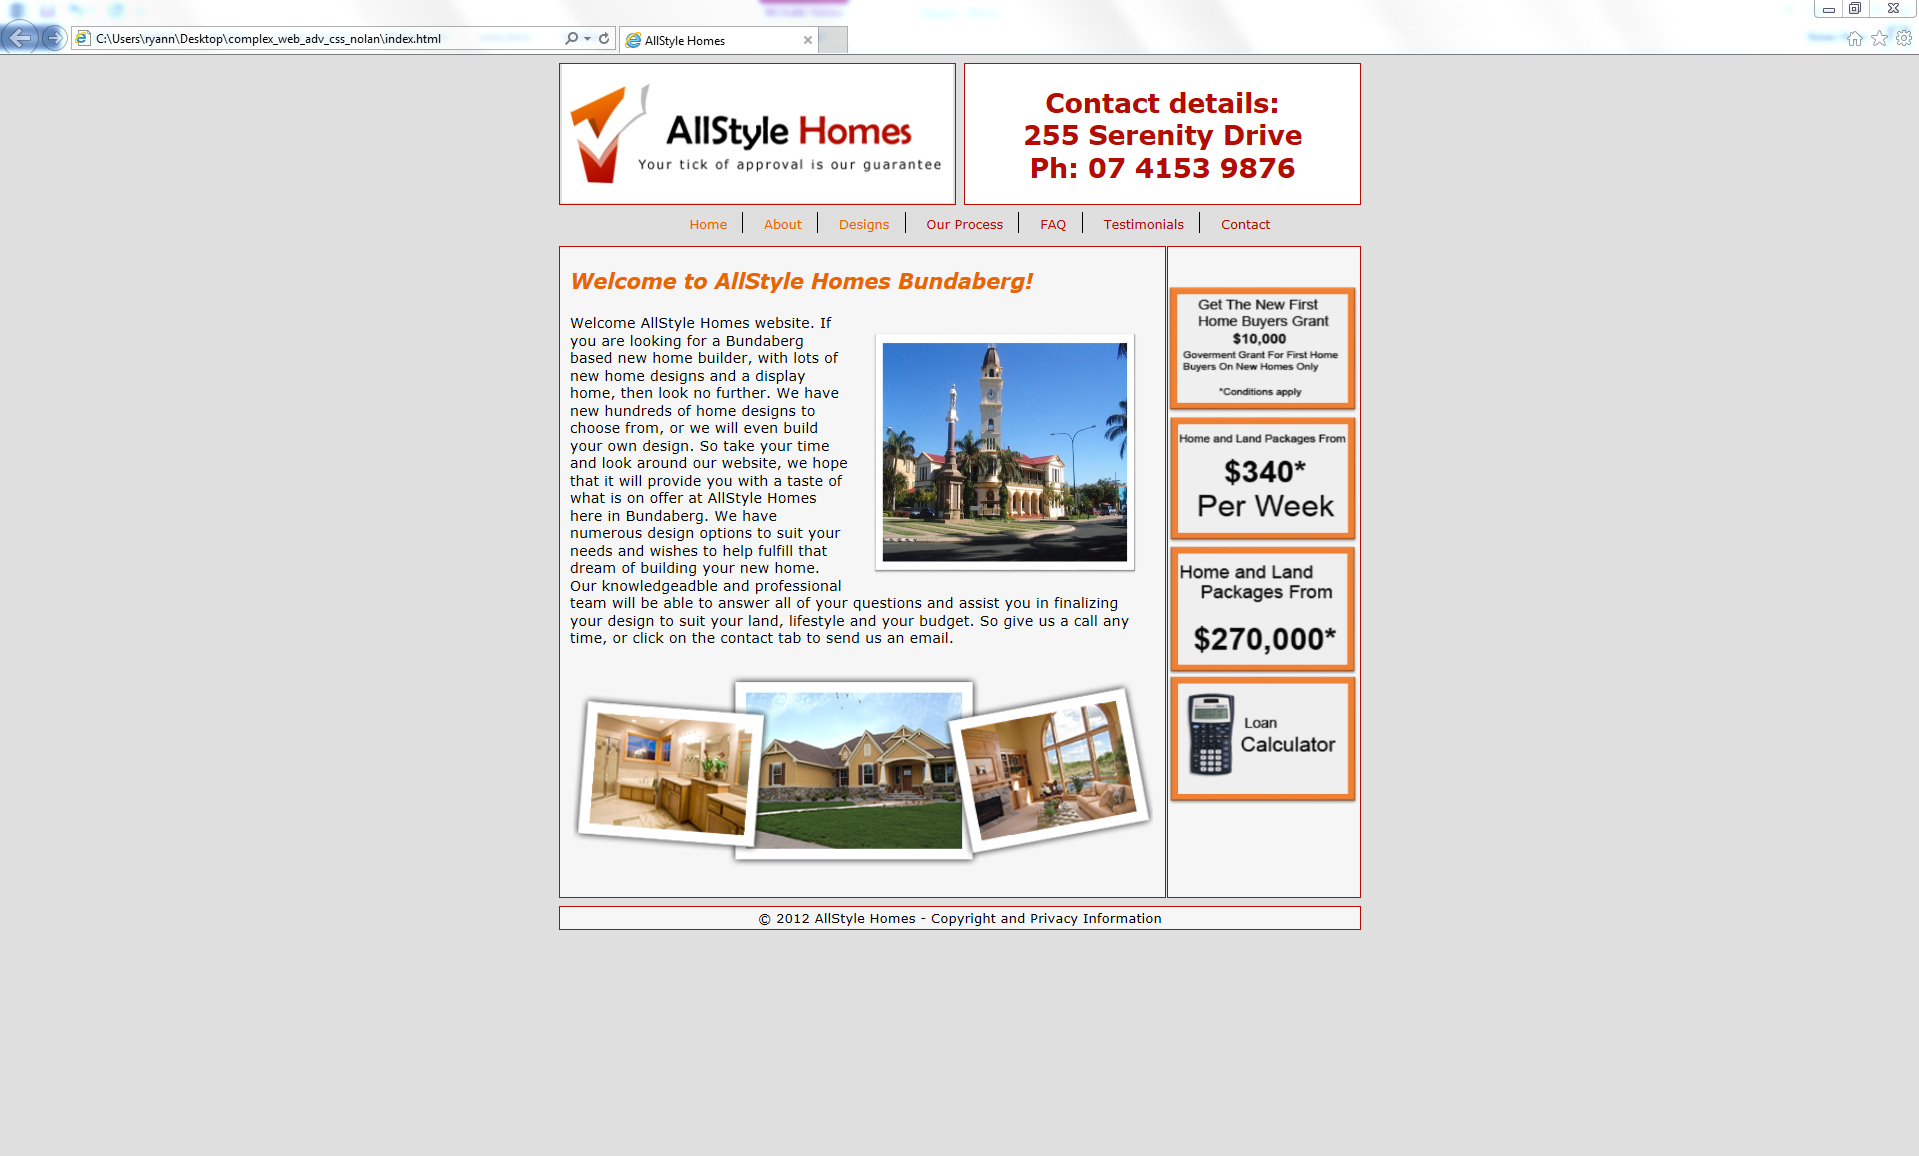 C:\Users\ryann\Desktop\complex_web_adv_css_nolan\index.html
AllStyle Homes
AllStyle Homes
Your tick of approval is our guarantee
Contact details:
255 Serenity Drive
Ph: 07 4153 9876
Home
About
Designs
Our Process
FAQ
Testimonials
Contact
Welcome to AllStyle Homes Bundaberg!
Welcome AllStyle Homes website. If
you are looking for a Bundaberg
based new home builder, with lots of
new home designs and a display
home, then look no further. We have
new hundreds of home designs to
choose from, or we will even build
your own design. So take your time
and look around our website, we hope
that it will provide you with a taste of
what is on offer at AllStyle Homes
here in Bundaberg. We have
numerous design options to suit your
needs and wishes to help fulfill that
dream of building your new home.
Our knowledgeadble and professional
team will be able to answer all of your questions and assist you in finalizing
your design to suit your land, lifestyle and your budget. So give us a call any
time, or click on the contact tab to send us an email.
Get The New First
Home Buyers Grant
$10,000
Goverment Grant For First Home
Buyers On New Homes Only
*Conditions apply
Home and Land Packages From
$340*
Per Week
Home and Land
Packages From
$270,000*
Loan
Calculator
© 2012 AllStyle Homes - Copyright and Privacy Information